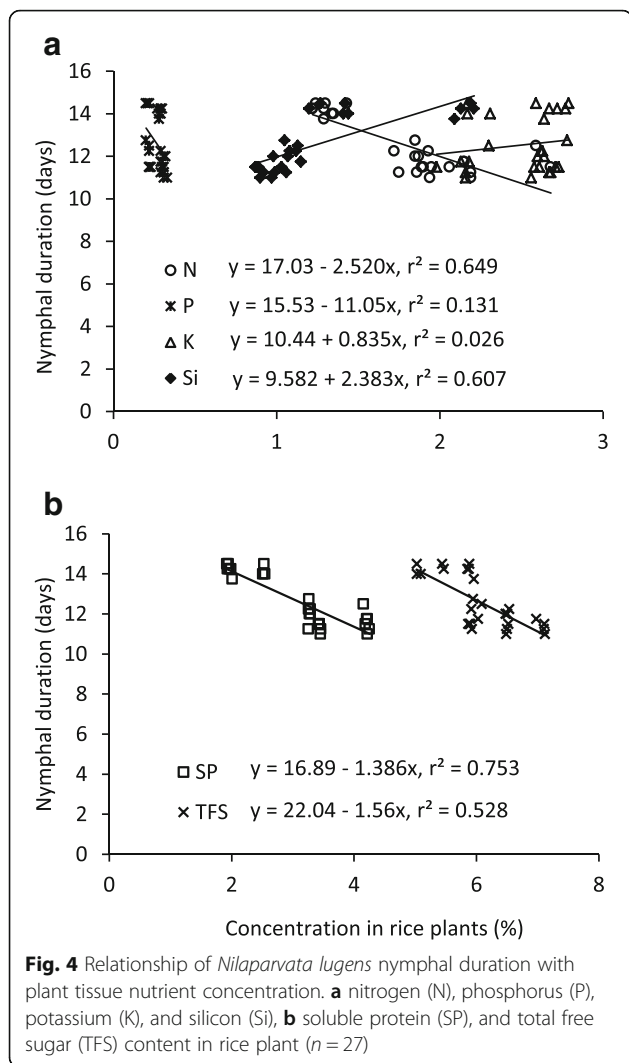 a
16
14
12
10
8
6
4
2
0
Nymphal duration (days)
N y = 17.03 - 2.520x, r² = 0.649
P y = 15.53 - 11.05x, r² = 0.131
K y = 10.44 + 0.835x, r² = 0.026
Si y = 9.582 + 2.383x, r² = 0.607
0 1 2 3
b
16
14
12
10
8
6
4
2
0
Nymphal duration (days)
SP y = 16.89 - 1.386x, r² = 0.753
TFS y = 22.04 - 1.56x, r² = 0.528
0 2 4 6 8
Concentration in rice plants (%)
Fig. 4 Relationship of Nilaparvata lugens nymphal duration with
plant tissue nutrient concentration. a nitrogen (N), phosphorus (P),
potassium (K), and silicon (Si), b soluble protein (SP), and total free
sugar (TFS) content in rice plant (n = 27)